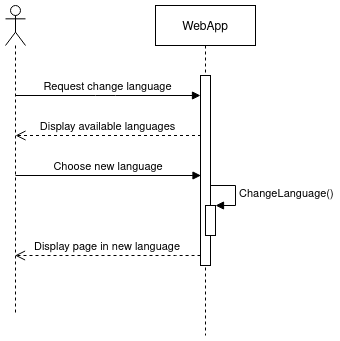 WebApp
Request change language
Display available languages
Choose new language
ChangeLanguage()
Display page in new language